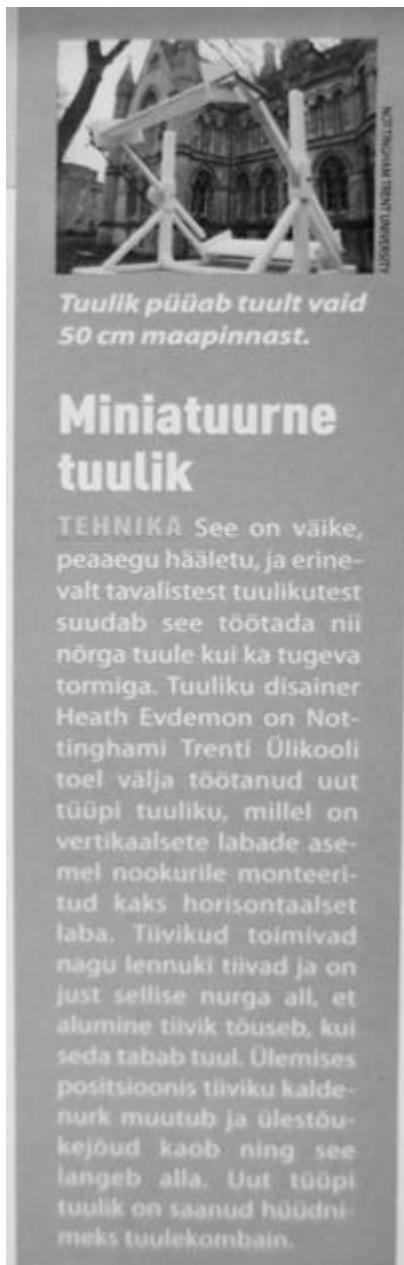 NOTTINGHAM TRENT UNIVERSITY
Tuulik püüab tuult vaid
50 cm maapinnast.
Miniatuurne
tuulik
TEHNIKA See on väike,
peaaegu hääletu, ja erine-
valt tavalistest tuulikutest
suudab see töötada nii
nõrga tuule kui ka tugeva
tormiga. Tuuliku disainer
Heath Evdemon on Not-
tinghami Trenti Ülikooli
toel välja töötanud uut
tüüpi tuuliku, millel on
vertikaalsete labade ase-
mel nookurile monteeri-
tud kaks horisontaalset
laba. Tiivikud toimivad
nagu lennuki tiivad ja on
just sellise nurga all, et
alumine tiivik tõuseb, kui
seda tabab tuul. Ülemises
positsioonis tiiviku kalde-
nurk muutub ja ülestõu-
kejõud kaob ning see
langeb alla. Uut tüüpi
tuulik on saanud hüüdni-
meks tuulekombain.